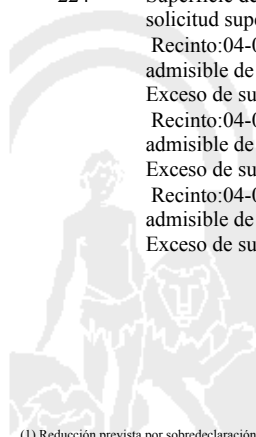 224 Superficie de
solicitud supe
Recinto:04-0
admisible de
Exceso de su
Recinto:04-0
admisible de
Exceso de su
Recinto:04-0
admisible de
Exceso de su
(1) Reducción prevista por sobredeclaración